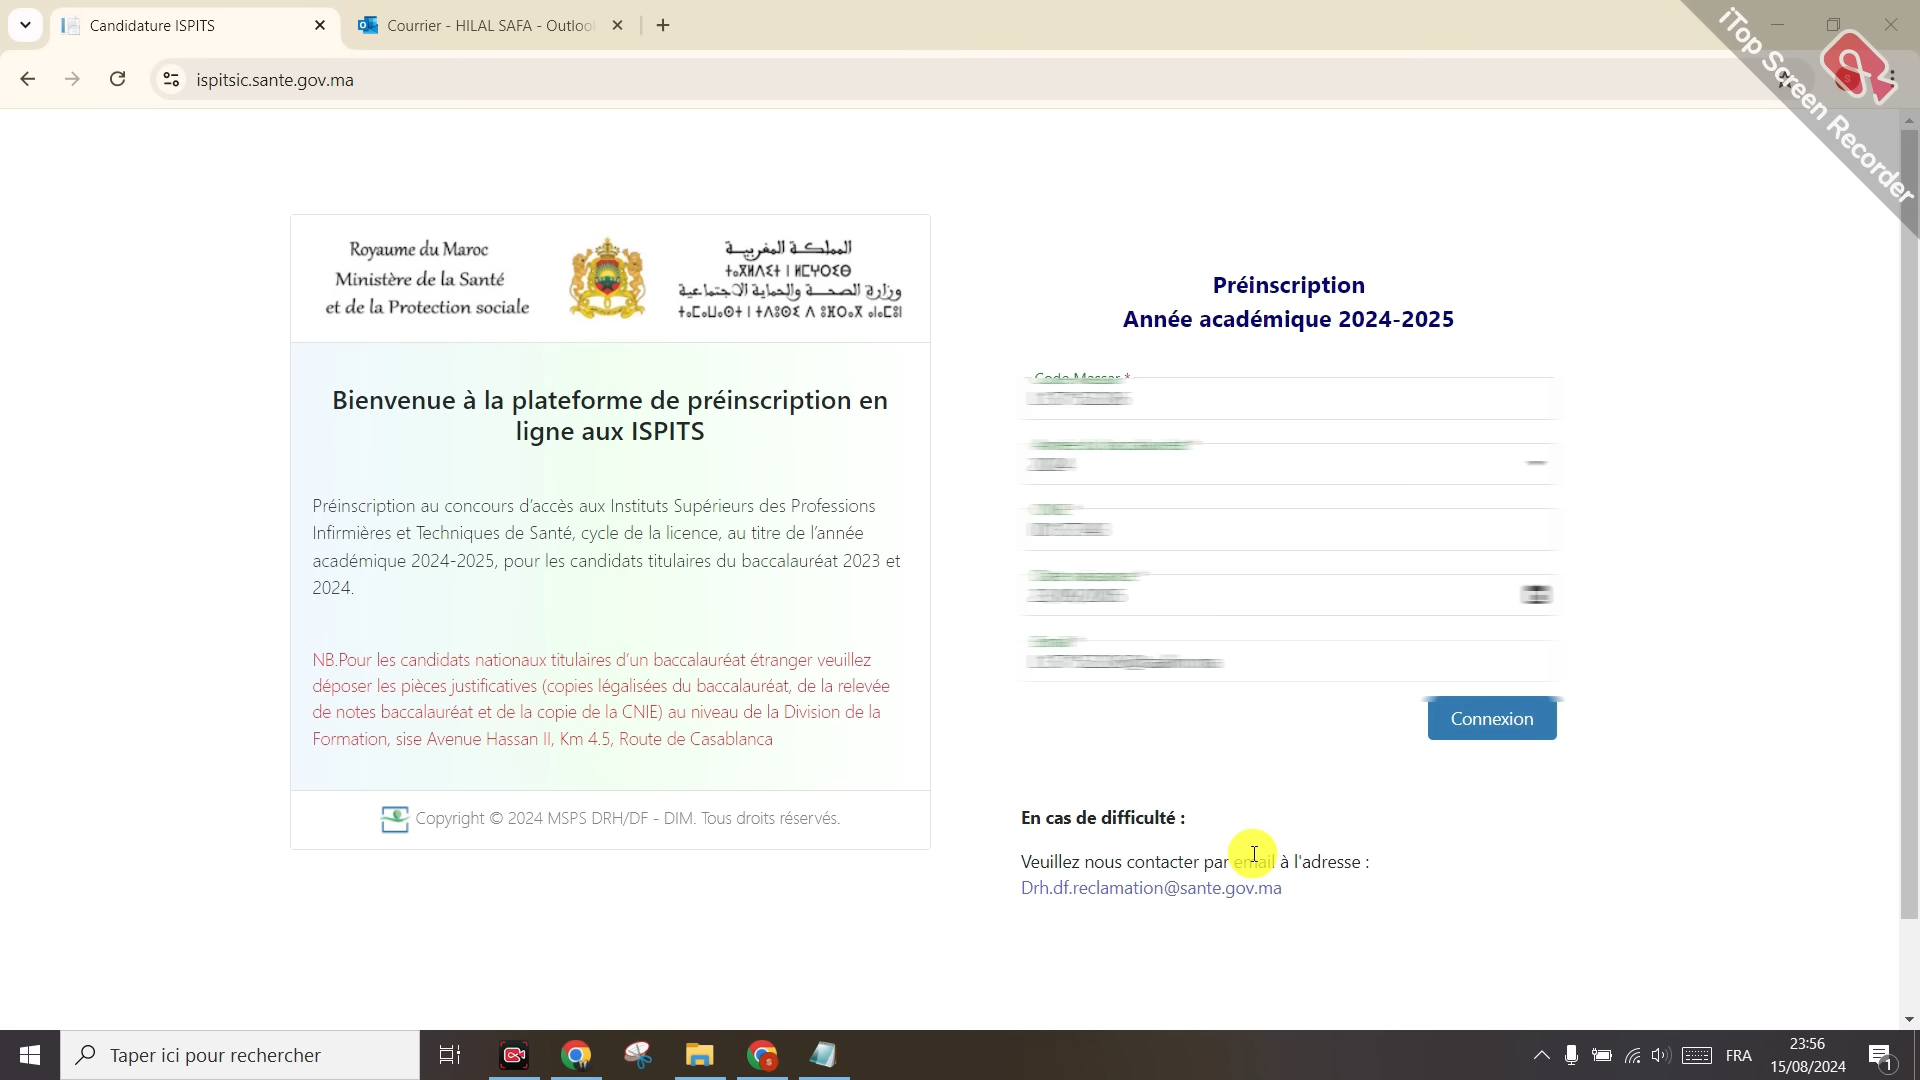 Candidature ISPITS
Courrier - HILAL SAFA - Outloo
ispitsic.sante.gov.ma
iTop Screen Recorder
Royaume du Maroc
Ministère de la Santé
et de la Protection sociale
المملكة المغربية
ⵜⴰⴳⵍⴷⵉⵜ ⵏ ⵍⵎⵖⵔⵉⴱ
وزارة الصحة والحماية الاجتماعية
Bienvenue à la plateforme de préinscription en
ligne aux ISPITS
Préinscription au concours d’accès aux Instituts Supérieurs des Professions
Infirmières et Techniques de Santé, cycle de la licence, au titre de l’année
académique 2024-2025, pour les candidats titulaires du baccalauréat 2023 et
2024.
NB.Pour les candidats nationaux titulaires d’un baccalauréat étranger veuillez
déposer les pièces justificatives (copies légalisées du baccalauréat, de la relevée
de notes baccalauréat et de la copie de la CNIE) au niveau de la Division de la
Formation, sise Avenue Hassan II, Km 4.5, Route de Casablanca
Copyright © 2024 MSPS DRH/DF - DIM. Tous droits réservés.
Préinscription
Année académique 2024-2025
Code Massar *
Connexion
En cas de difficulté :
Veuillez nous contacter par email à l'adresse :
Drh.df.reclamation@sante.gov.ma
Taper ici pour rechercher
FRA
23:56
15/08/2024
1